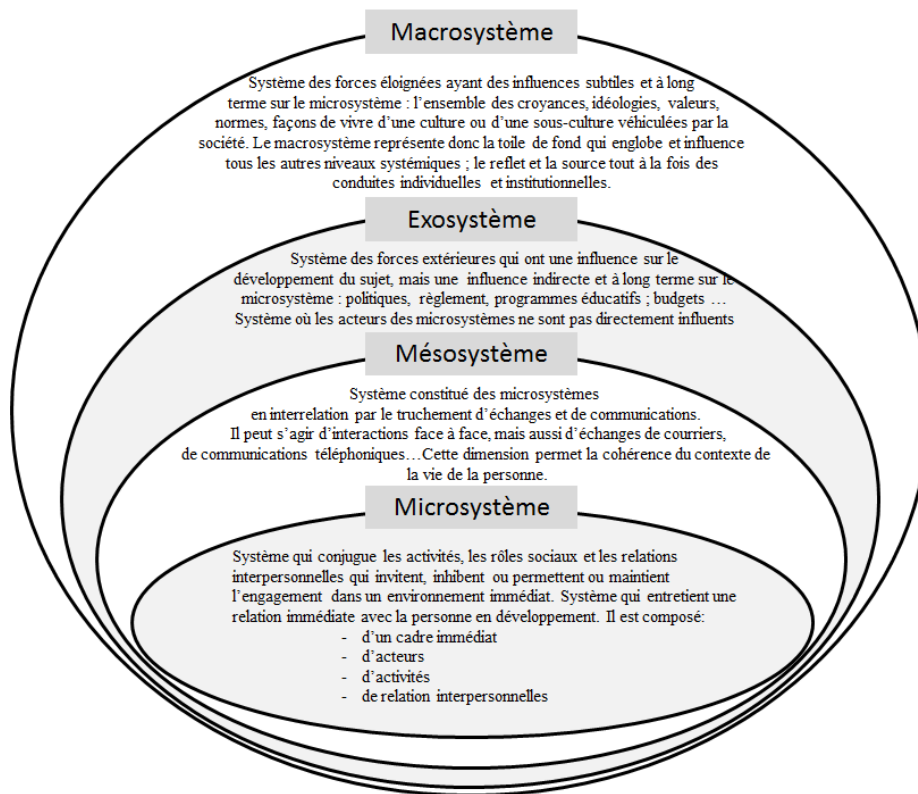 Macrosystème
Système des forces éloignées ayant des influences subtiles et à long
terme sur le microsystème : l'ensemble des croyances, idéologies, valeurs,
normes, façons de vivre d'une culture ou d'une sous-culture véhiculées par la
société. Le macrosystème représente donc la toile de fond qui englobe et influence
tous les autres niveaux systémiques ; le reflet et la source tout à la fois des
conduites individuelles et institutionnelles.
Exosystème
Système des forces extérieures qui ont une influence sur le
développement du sujet, mais une influence indirecte et à long terme sur le
microsystème : politiques, règlement, programmes éducatifs ; budgets …
Système où les acteurs des microsystèmes ne sont pas directement influents
Mésosystème
Système constitué des microsystèmes
en interrelation par le truchement d'échanges et de communications.
Il peut s'agir d'interactions face à face, mais aussi d'échanges de courriers,
de communications téléphoniques…Cette dimension permet la cohérence du contexte de
la vie de la personne.
Microsystème
Système qui conjugue les activités, les rôles sociaux et les relations
interpersonnelles qui invitent, inhibent ou permettent ou maintient
l'engagement dans un environnement immédiat. Système qui entretient une
relation immédiate avec la personne en développement. Il est composé:
- d'un cadre immédiat
- d'acteurs
- d'activités
- de relation interpersonnelles